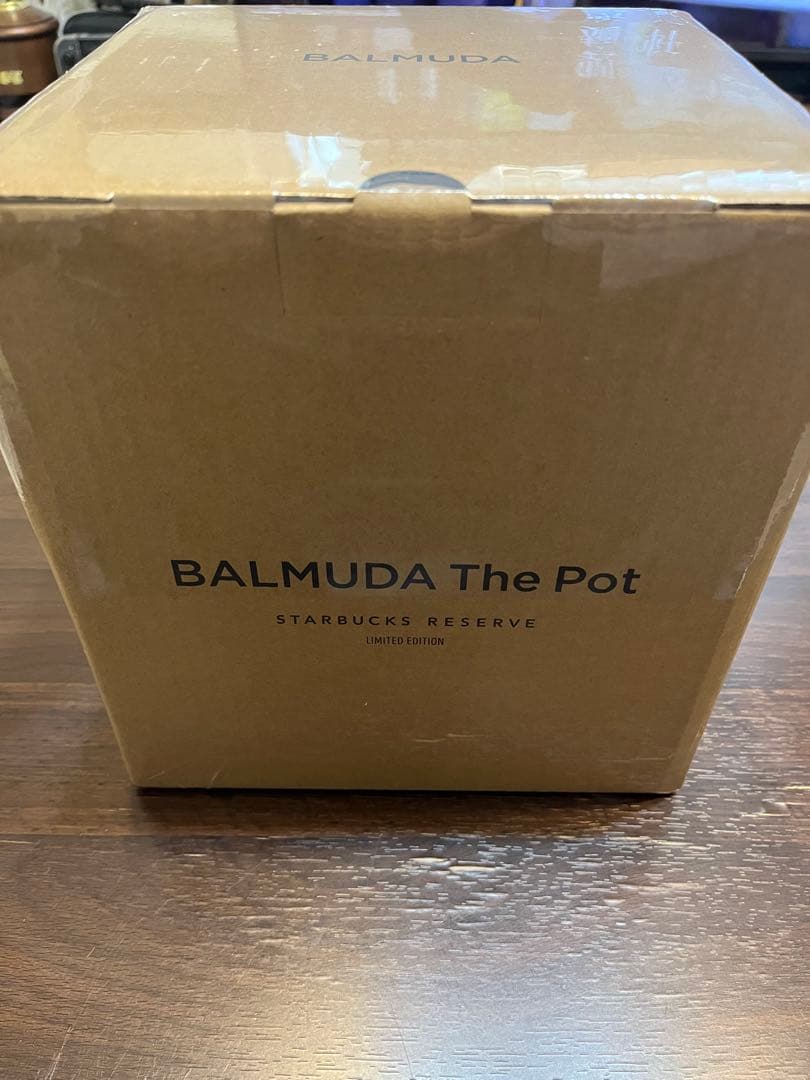 BALMUDA
BALMUDA The Pot
STARBUCKS RESERVE
LIMITED EDITION